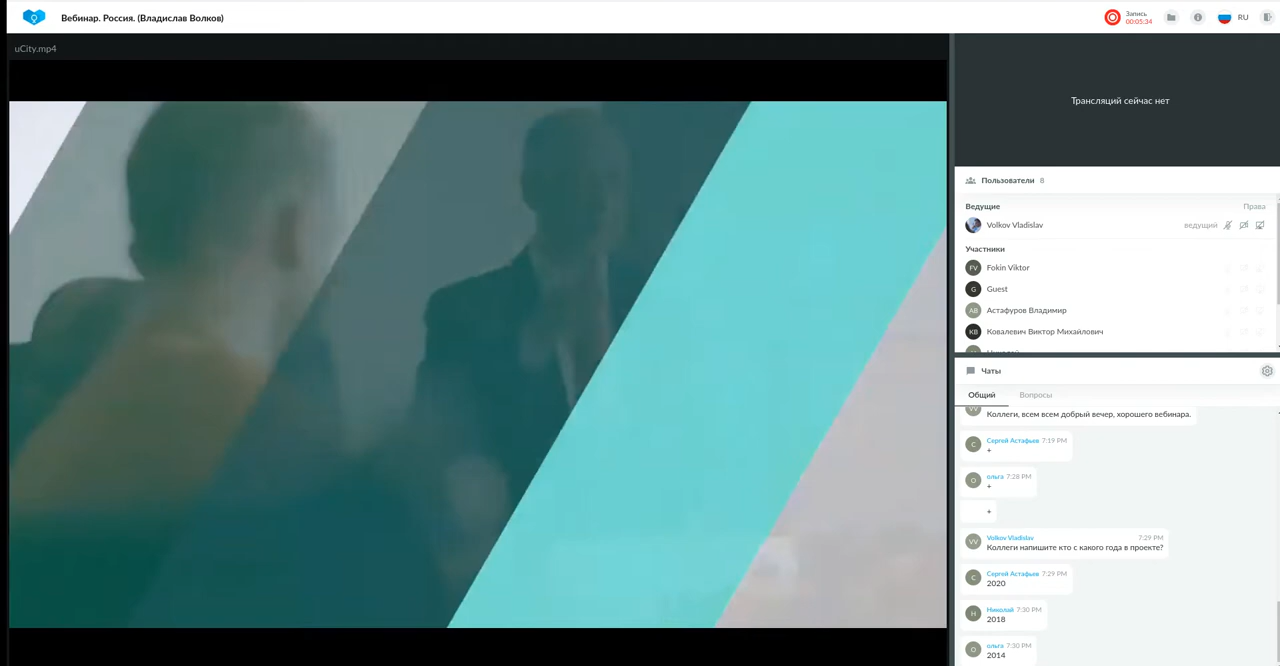 Вебинар. Россия. (Владислав Волков)
Запись
00:05:34
RU
uCity.mp4
Трансляций сейчас нет
Пользователи 8
Ведущие
Права
Volkov Vladislav
ведущий
Участники
FV
Fokin Viktor
G
Guest
АВ
Астафуров Владимир
КВ
Ковалевич Виктор Михайлович
Чаты
Общий
Вопросы
VV
Коллеги, всем всем добрый вечер, хорошего вебинара.
С
Сергей Астафьев 7:19 PM
+
О
ольга 7:28 PM
+
+
VV
Volkov Vladislav 7:29 PM
Коллеги напишите кто с какого года в проекте?
С
Сергей Астафьев 7:29 PM
2020
Н
Николай 7:30 PM
2018
О
ольга 7:30 PM
2014